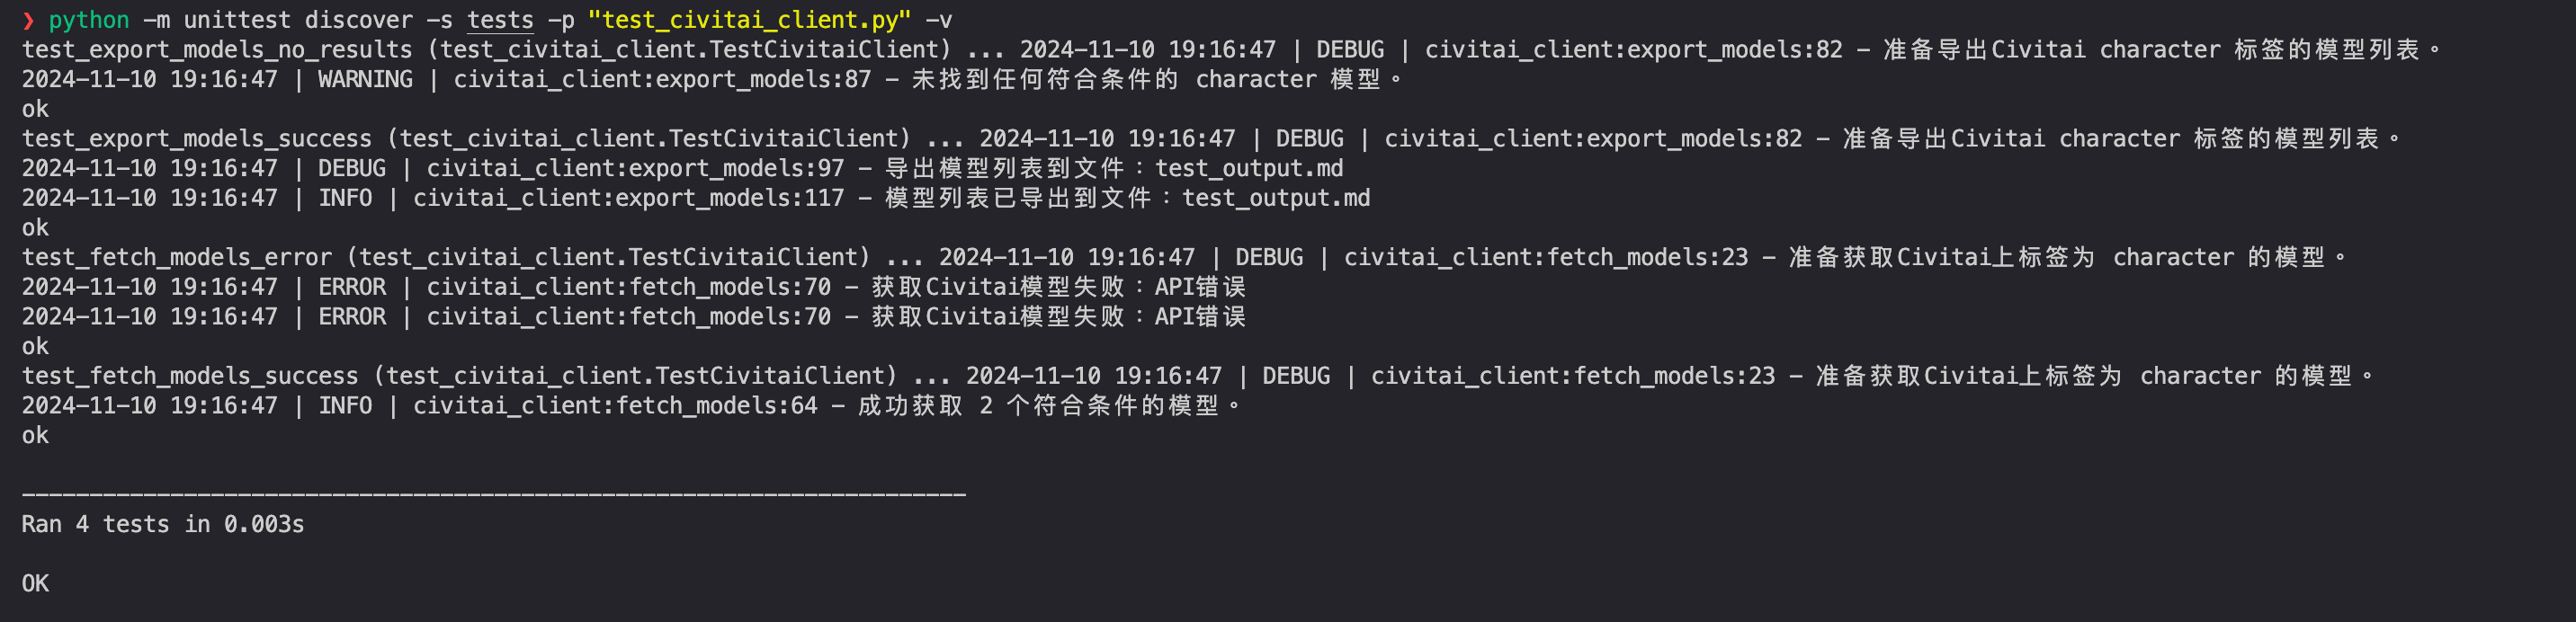 ❯ python -m unittest discover -s tests -p "test_civitai_client.py" -v
test_export_models_no_results (test_civitai_client.TestCivitaiClient) ... 2024-11-10 19:16:47 | DEBUG | civitai_client:export_models:82 - 准备导出Civitai character 标签的模型列表。
2024-11-10 19:16:47 | WARNING | civitai_client:export_models:87 - 未找到任何符合条件的 character 模型。
ok
test_export_models_success (test_civitai_client.TestCivitaiClient) ... 2024-11-10 19:16:47 | DEBUG | civitai_client:export_models:82 - 准备导出Civitai character 标签的模型列表。
2024-11-10 19:16:47 | DEBUG | civitai_client:export_models:97 - 导出模型列表到文件：test_output.md
2024-11-10 19:16:47 | INFO | civitai_client:export_models:117 - 模型列表已导出到文件：test_output.md
ok
test_fetch_models_error (test_civitai_client.TestCivitaiClient) ... 2024-11-10 19:16:47 | DEBUG | civitai_client:fetch_models:23 - 准备获取Civitai上标签为 character 的模型。
2024-11-10 19:16:47 | ERROR | civitai_client:fetch_models:70 - 获取Civitai模型失败：API错误
2024-11-10 19:16:47 | ERROR | civitai_client:fetch_models:70 - 获取Civitai模型失败：API错误
ok
test_fetch_models_success (test_civitai_client.TestCivitaiClient) ... 2024-11-10 19:16:47 | DEBUG | civitai_client:fetch_models:23 - 准备获取Civitai上标签为 character 的模型。
2024-11-10 19:16:47 | INFO | civitai_client:fetch_models:64 - 成功获取 2 个符合条件的模型。
ok
----------------------------------------------------------------------
Ran 4 tests in 0.003s
OK